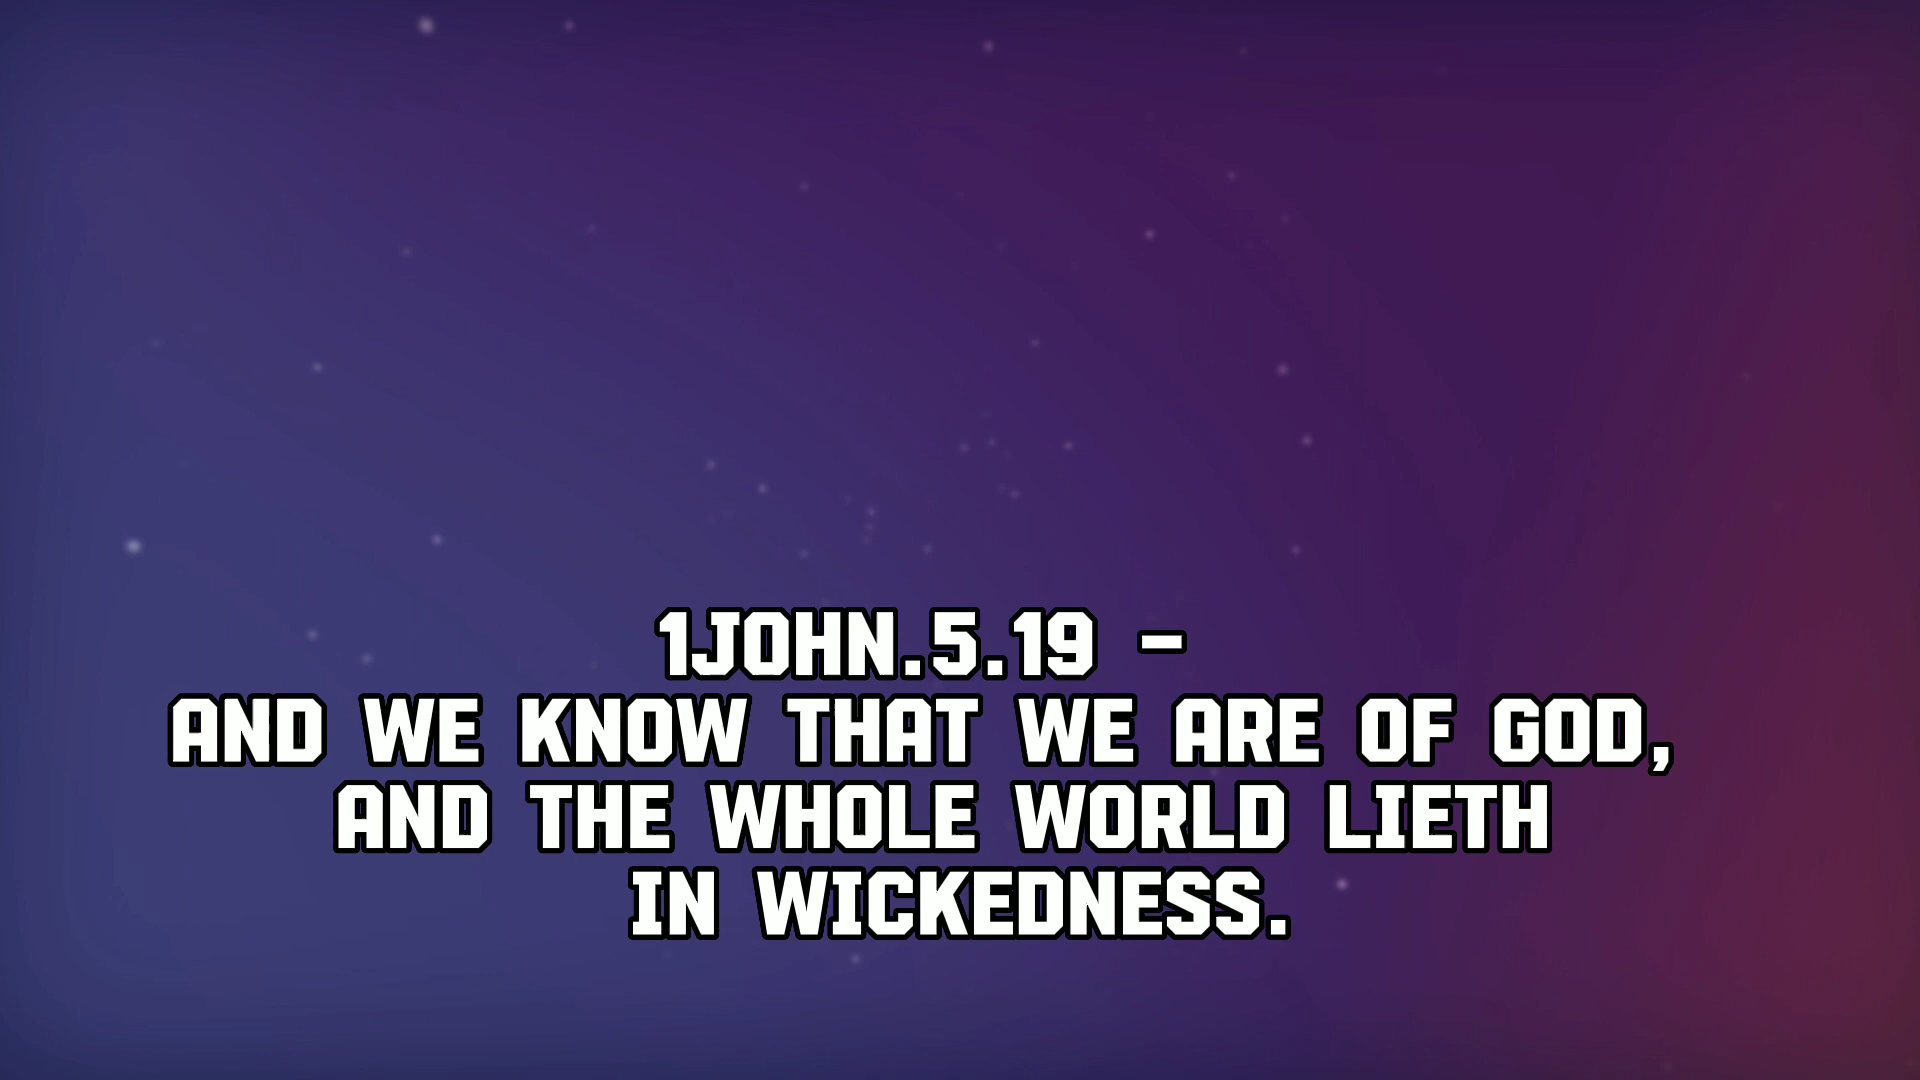 1JOHN.5.19 -
AND WE KNOW THAT WE ARE OF GOD,
AND THE WHOLE WORLD LIETH
IN WICKEDNESS.